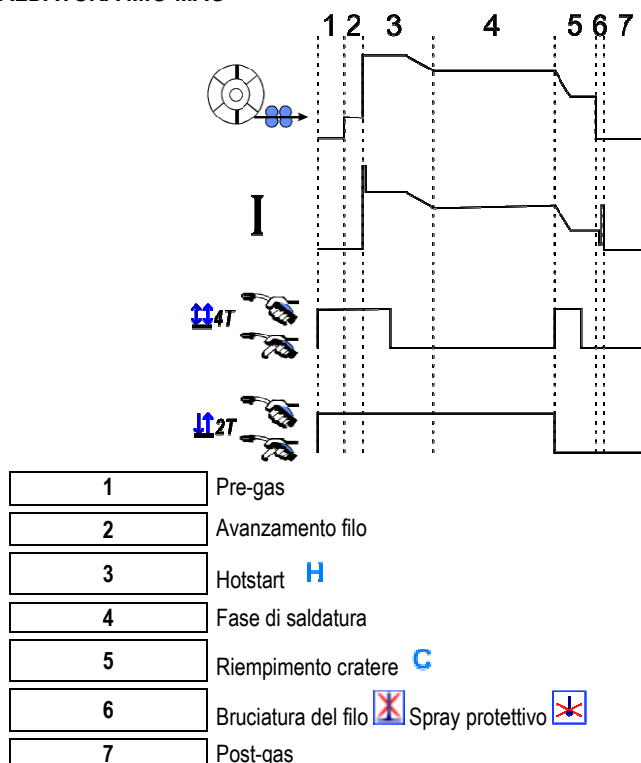 1 2 3 4 5 6 7
I
4T
2T
1 Pre-gas
2 Avanzamento filo
3 Hotstart H
4 Fase di saldatura
5 Riempimento cratere C
6 Bruciatura del filo Spray protettivo
7 Post-gas